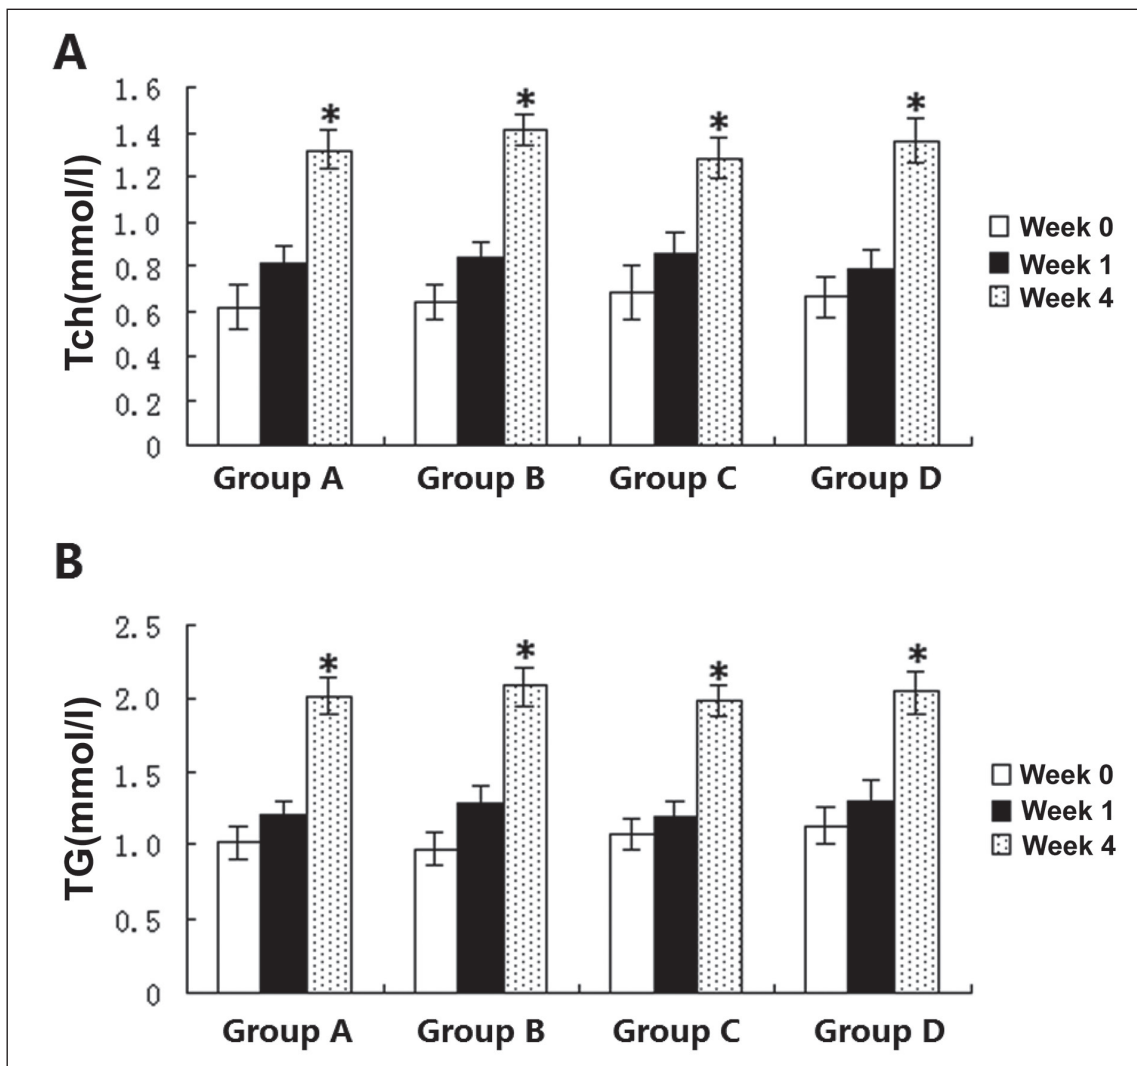 A
Tch(mmol/l)
1.6
1.4
1.2
1.0
0.8
0.6
0.4
0.2
0
* * * *
Group A Group B Group C Group D
Week 0
Week 1
Week 4
B
TG(mmol/l)
2.5
2.0
1.5
1.0
0.5
0
* * * *
Group A Group B Group C Group D
Week 0
Week 1
Week 4